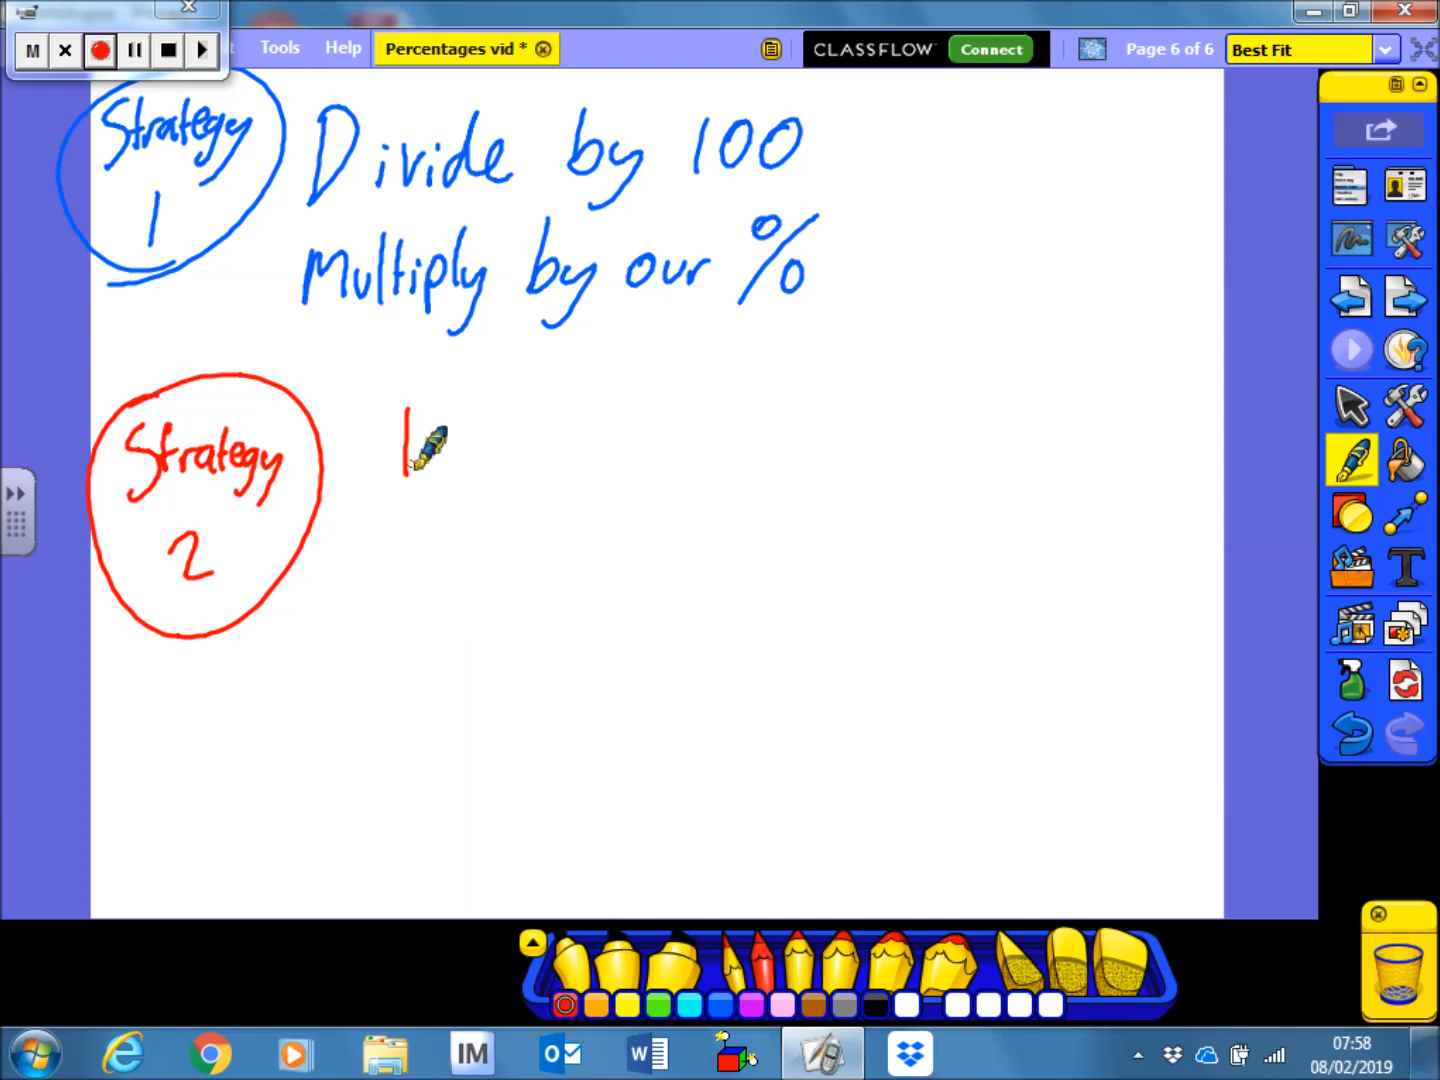 M
Tools Help Percentages vid *
CLASSFLOW Connect
Page 6 of 6
Best Fit
Strategy
1
Divide by 100
Multiply by our %
Strategy
2
T
IM
W
07:58
08/02/2019